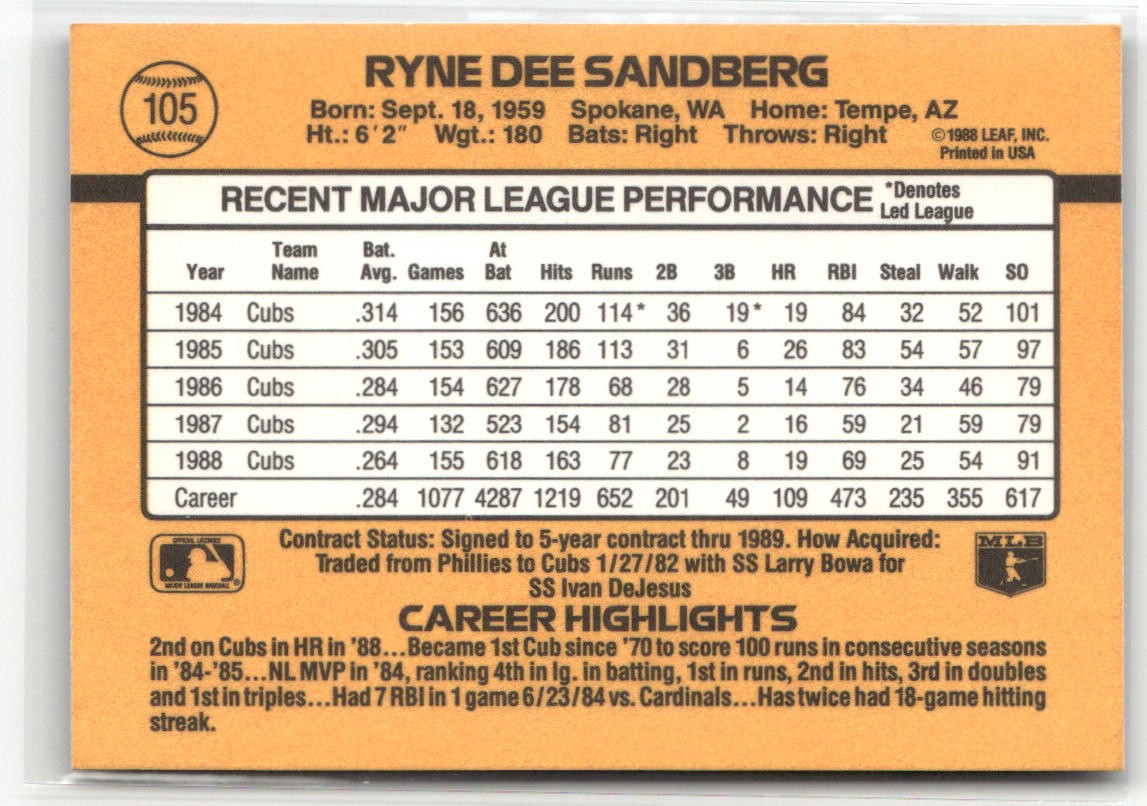 105
RYNE DEE SANDBERG
Born: Sept. 18, 1959 Spokane, WA Home: Tempe, AZ
Ht.: 6'2" Wgt.: 180 Bats: Right Throws: Right ©1988 LEAF, INC.
Printed in USA
RECENT MAJOR LEAGUE PERFORMANCE *Denotes
Led League
Year Team Name Bat. Avg. Games At Bat Hits Runs 2B 3B HR RBI Steal Walk SO
1984 Cubs .314 156 636 200 114* 36 19* 19 84 32 52 101
1985 Cubs .305 153 609 186 113 31 6 26 83 54 57 97
1986 Cubs .284 154 627 178 68 28 5 14 76 34 46 79
1987 Cubs .294 132 523 154 81 25 2 16 59 21 59 79
1988 Cubs .264 155 618 163 77 23 8 19 69 25 54 91
Career .284 1077 4287 1219 652 201 49 109 473 235 355 617
OFFICIAL LICENSEE
MAJOR LEAGUE BASEBALL
Contract Status: Signed to 5-year contract thru 1989. How Acquired:
Traded from Phillies to Cubs 1/27/82 with SS Larry Bowa for
SS Ivan DeJesus
MLB
CAREER HIGHLIGHTS
2nd on Cubs in HR in '88...Became 1st Cub since '70 to score 100 runs in consecutive seasons
in '84-'85...NL MVP in '84, ranking 4th in lg. in batting, 1st in runs, 2nd in hits, 3rd in doubles
and 1st in triples...Had 7 RBI in 1 game 6/23/84 vs. Cardinals...Has twice had 18-game hitting
streak.